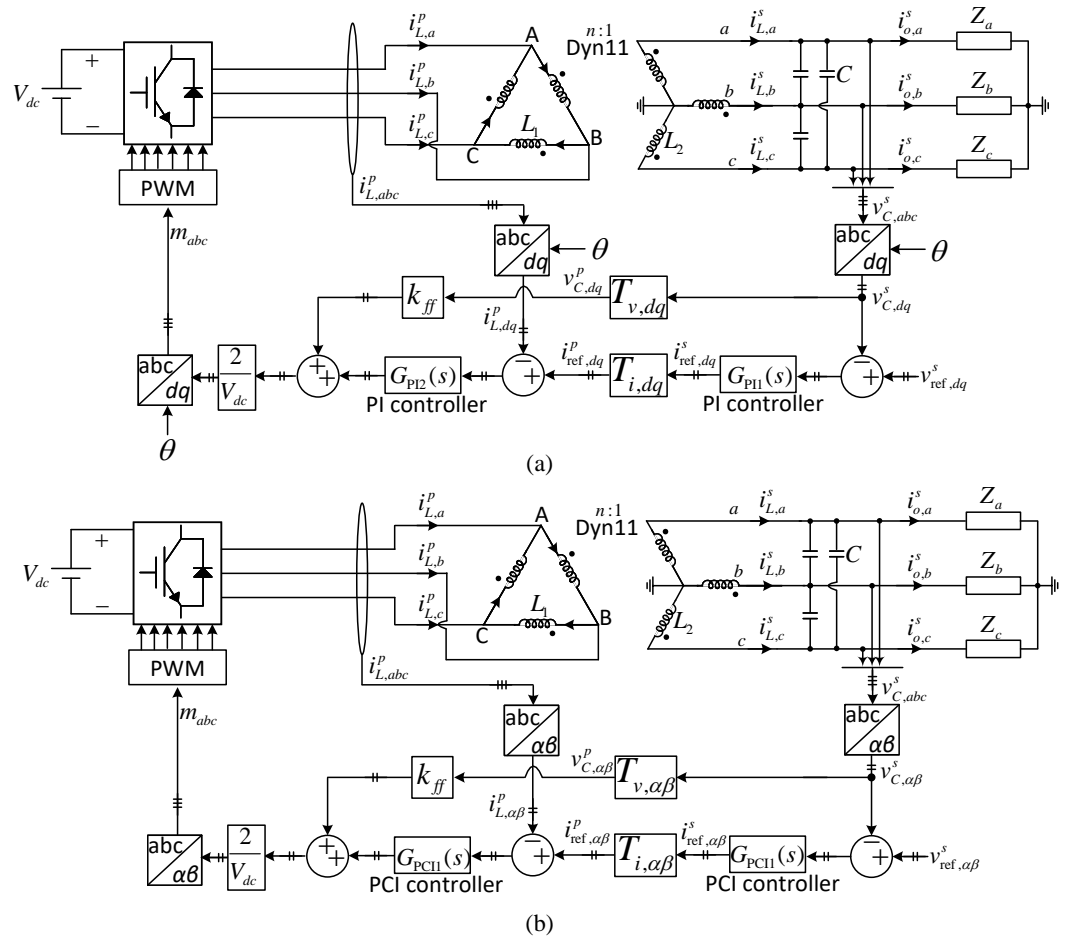 V_dc
+
−
PWM
m_abc
i^p_L,a
i^p_L,b
i^p_L,c
A
B
C
L_1
n:1
Dyn11
L_2
a
b
c
i^s_L,a
i^s_L,b
i^s_L,c
C
i^s_o,a
i^s_o,b
i^s_o,c
Z_a
Z_b
Z_c
i^p_L,abc
v^s_C,abc
abc
dq
θ
abc
dq
θ
k_ff
v^p_C,dq
T_v,dq
v^s_C,dq
i^p_L,dq
abc
dq
θ
2
V_dc
+
+
G_PI2(s)
PI controller
−
+
i^p_ref,dq
T_i,dq
i^s_ref,dq
G_PI1(s)
PI controller
−
+
v^s_ref,dq
(a)
V_dc
+
−
PWM
m_abc
i^p_L,a
i^p_L,b
i^p_L,c
A
B
C
L_1
n:1
Dyn11
L_2
a
b
c
i^s_L,a
i^s_L,b
i^s_L,c
C
i^s_o,a
i^s_o,b
i^s_o,c
Z_a
Z_b
Z_c
i^p_L,abc
v^s_C,abc
abc
αβ
abc
αβ
k_ff
v^p_C,αβ
T_v,αβ
v^s_C,αβ
i^p_L,αβ
abc
αβ
2
V_dc
+
+
G_PCI1(s)
PCI controller
−
+
i^p_ref,αβ
T_i,αβ
i^s_ref,αβ
G_PCI1(s)
PCI controller
−
+
v^s_ref,αβ
(b)